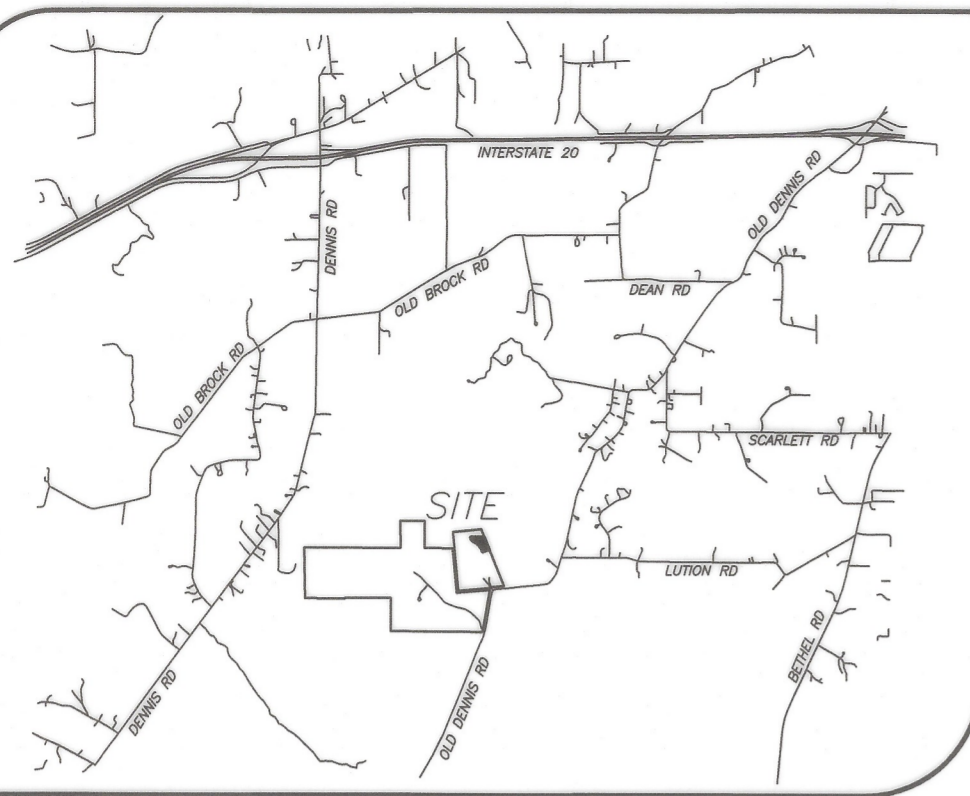 INTERSTATE 20
OLD DENNIS RD
DENNIS RD
OLD BROCK RD
DEAN RD
OLD BROCK RD
SCARLETT RD
SITE
LUTION RD
BETHEL RD
DENNIS RD
OLD DENNIS RD